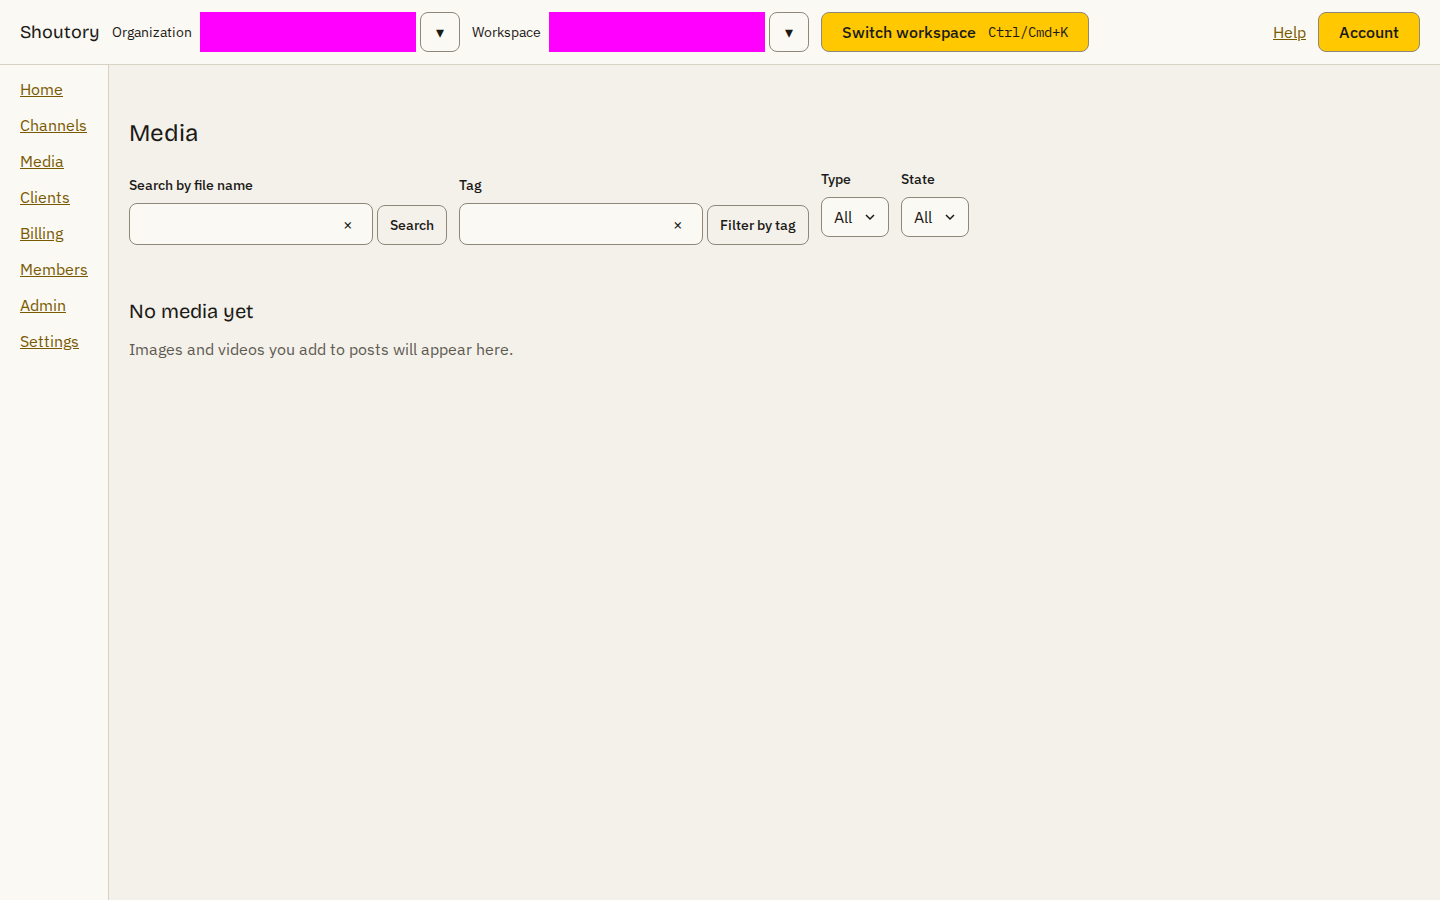 Shoutory Organization ▼ Workspace ▼ Switch workspace Ctrl/Cmd+K Help Account
Home
Channels
Media
Clients
Billing
Members
Admin
Settings
Media
Search by file name Tag Type State
× Search × Filter by tag All All
No media yet
Images and videos you add to posts will appear here.